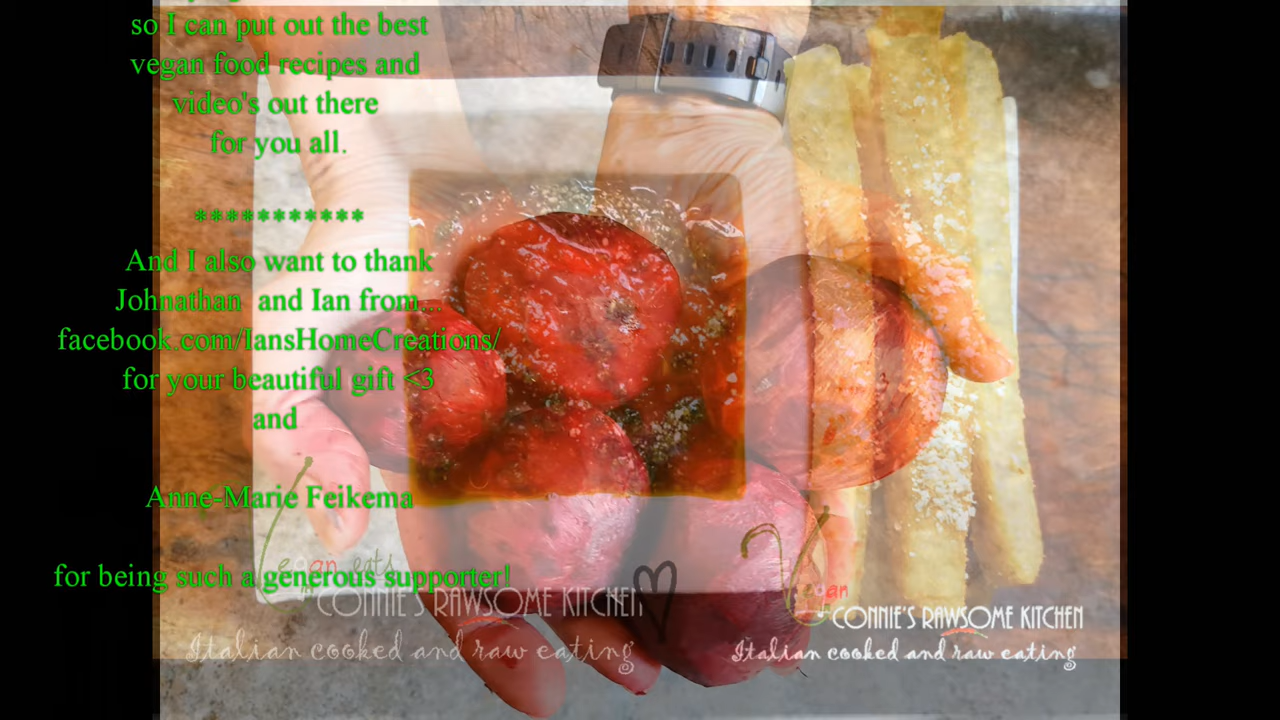 so I can put out the best
vegan food recipes and
video's out there
for you all.
***********
And I also want to thank
Johnathan and Ian from...
facebook.com/IansHomeCreations/
for your beautiful gift <3
and
Anne-Marie Feikema
for being such a generous supporter!
Vegan eats
CONNIE'S RAWSOME KITCHEN
Italian cooked and raw eating
Vegan
CONNIE'S RAWSOME KITCHEN
Italian cooked and raw eating